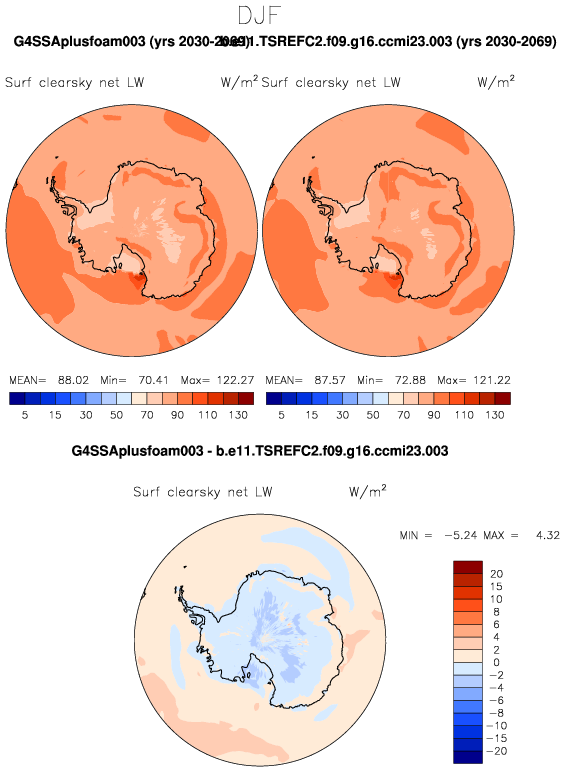 DJF
G4SSAplusfoam003 (yrs 2030-2069) b.e11.TSREFC2.f09.g16.ccmi23.003 (yrs 2030-2069)
Surf clearsky net LW W/m² Surf clearsky net LW W/m²
MEAN= 88.02 Min= 70.41 Max= 122.27 MEAN= 87.57 Min= 72.88 Max= 121.22
5 15 30 50 70 90 110 130 5 15 30 50 70 90 110 130
G4SSAplusfoam003 - b.e11.TSREFC2.f09.g16.ccmi23.003
Surf clearsky net LW W/m²
MIN = -5.24 MAX = 4.32
20
15
10
8
6
4
2
0
-2
-4
-6
-8
-10
-15
-20